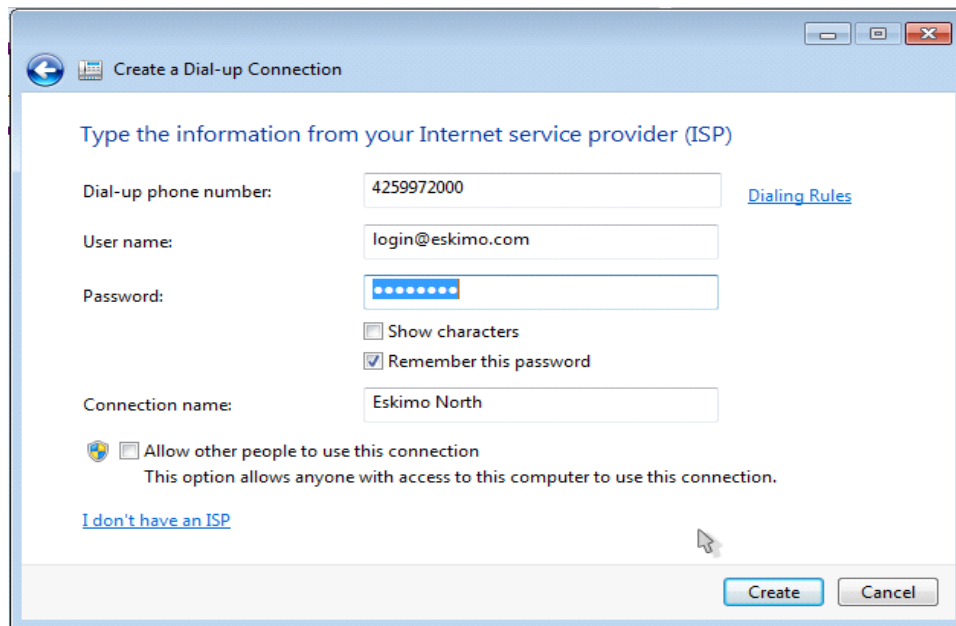 Create a Dial-up Connection
Type the information from your Internet service provider (ISP)
Dial-up phone number: 4259972000 Dialing Rules
User name: login@eskimo.com
Password: ●●●●●●●●
Show characters
Remember this password
Connection name: Eskimo North
Allow other people to use this connection
This option allows anyone with access to this computer to use this connection.
I don't have an ISP
Create Cancel